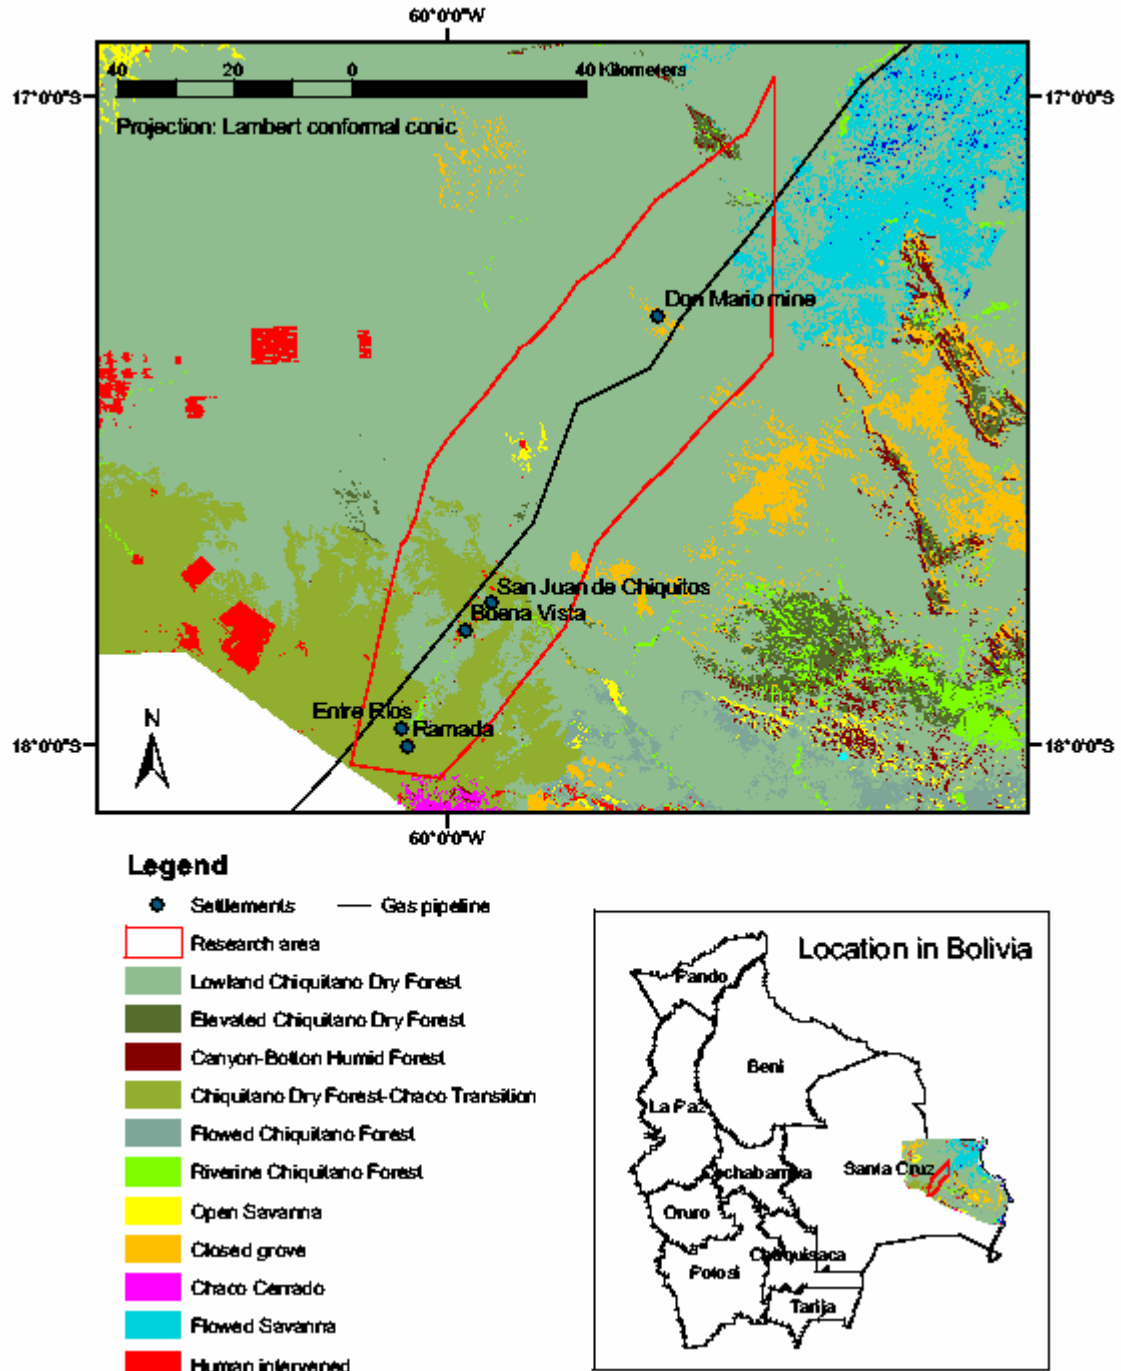 60°0'0"W
40 20 0 40 Kilometers
17°0'0"S 17°0'0"S
Projection: Lambert conformal conic
Don Mario mine
San Juan de Chiquitos
Buena Vista
Entre Rios
Ramada
N
18°0'0"S 18°0'0"S
60°0'0"W
Legend
Settlements Gas pipeline
Research area
Lowland Chiquitano Dry Forest
Elevated Chiquitano Dry Forest
Canyon-Botton Humid Forest
Chiquitano Dry Forest-Chaco Transition
Flowed Chiquitano Forest
Riverine Chiquitano Forest
Open Savanna
Closed grove
Chaco Cerrado
Flowed Savanna
Human intervened
Location in Bolivia
Pando
Beni
La Paz
Cochabamba
Santa Cruz
Oruro
Chuquisaca
Potosi
Tarija